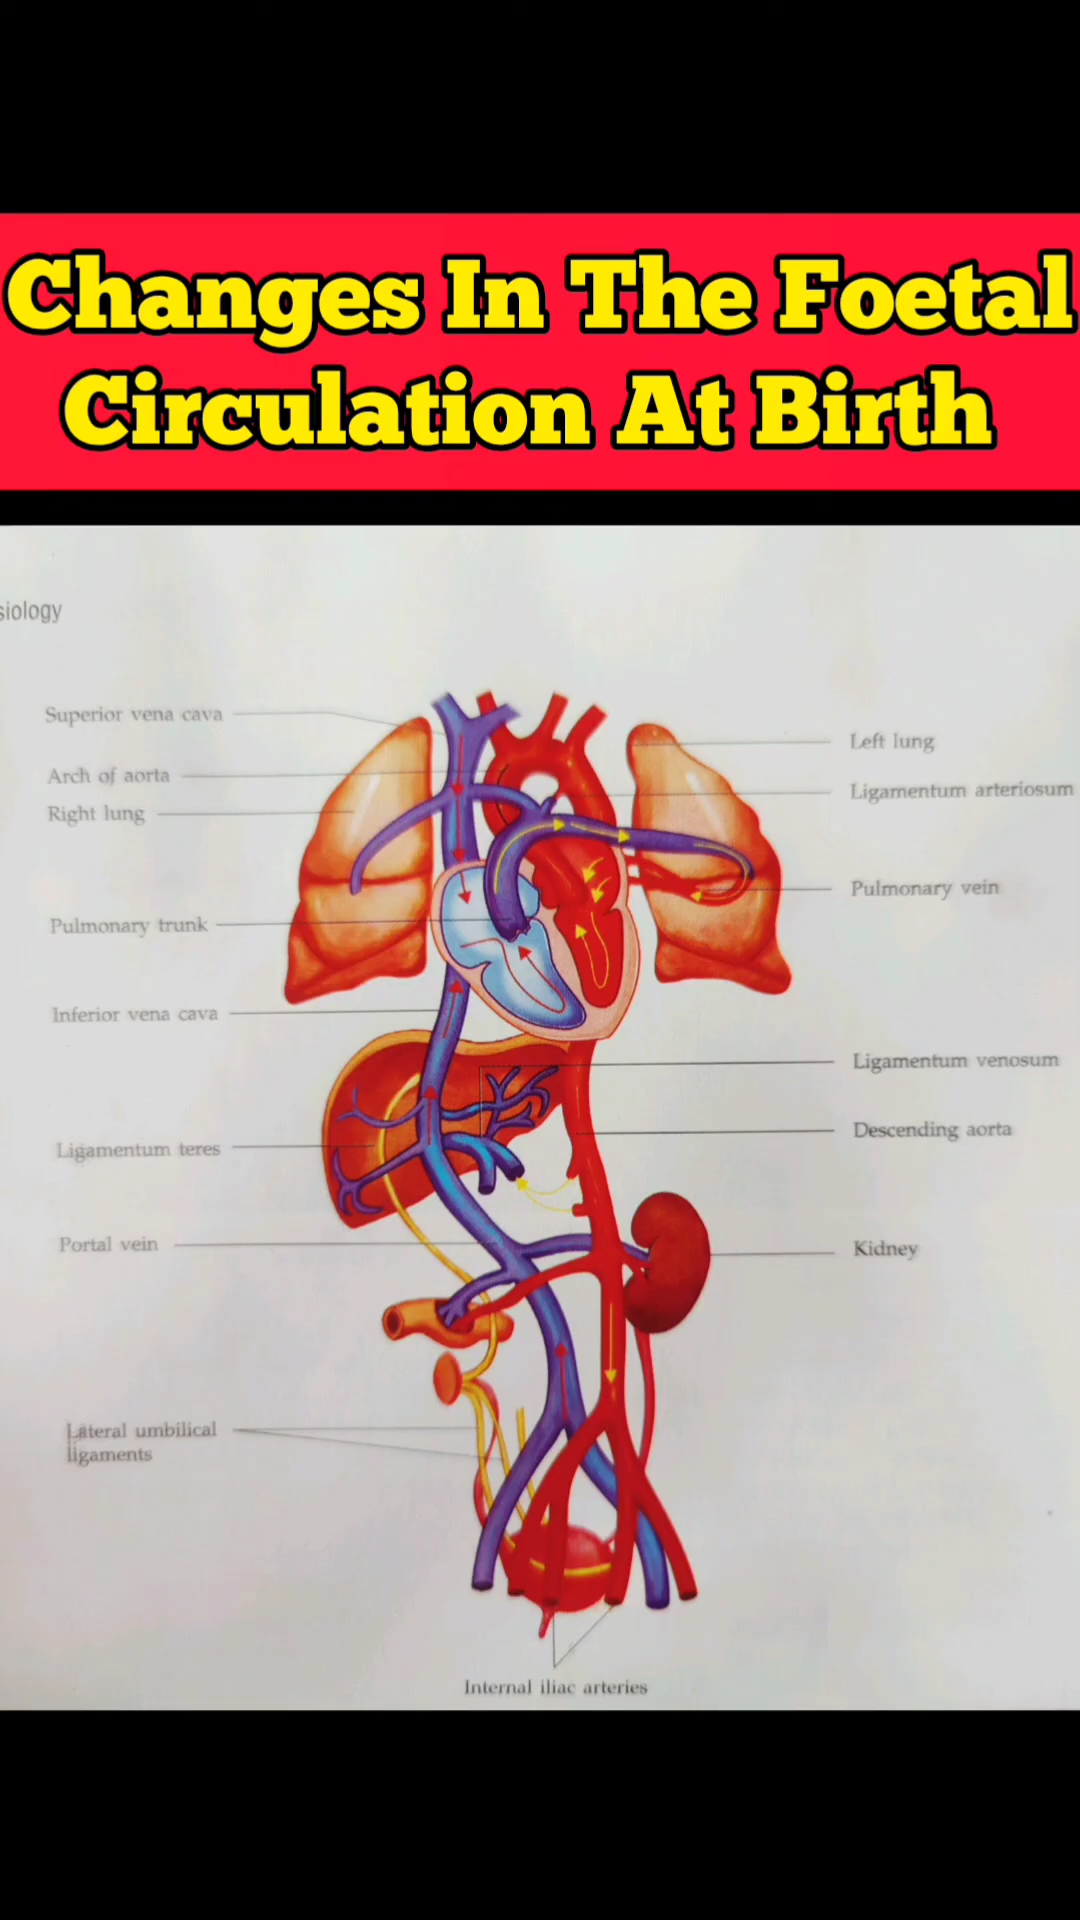 Changes In The Foetal
Circulation At Birth
siology
Superior vena cava
Arch of aorta
Right lung
Pulmonary trunk
Inferior vena cava
Ligamentum teres
Portal vein
Lateral umbilical
ligaments
Left lung
Ligamentum arteriosum
Pulmonary vein
Ligamentum venosum
Descending aorta
Kidney
Internal iliac arteries